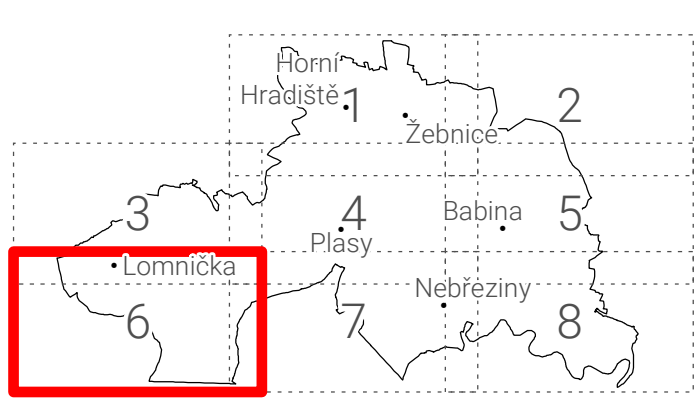 Horní
Hradiště
1
2
Žebnice
3
4
Babina
5
Plasy
Lomnička
Nebřeziny
6
7
8